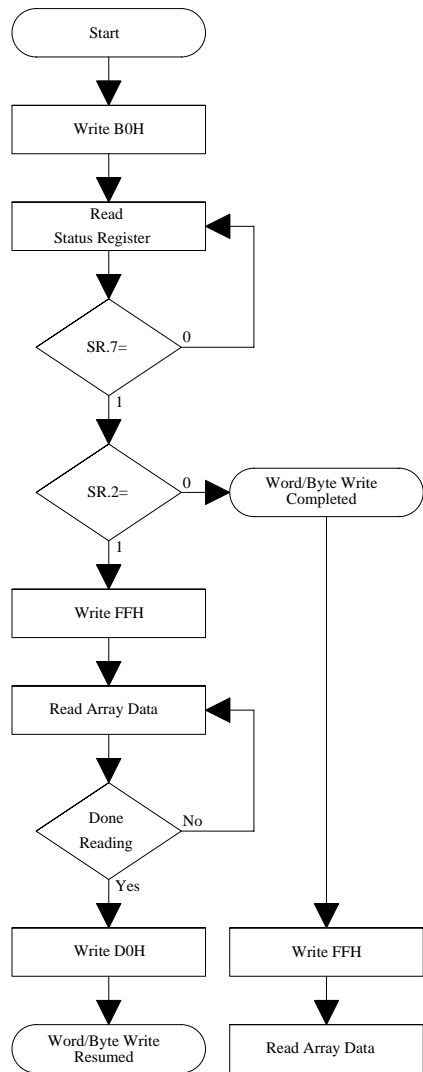 Start
Write B0H
Read
Status Register
SR.7=
0
1
SR.2=
0
Word/Byte Write
Completed
1
Write FFH
Read Array Data
Done
Reading
No
Yes
Write D0H
Write FFH
Word/Byte Write
Resumed
Read Array Data